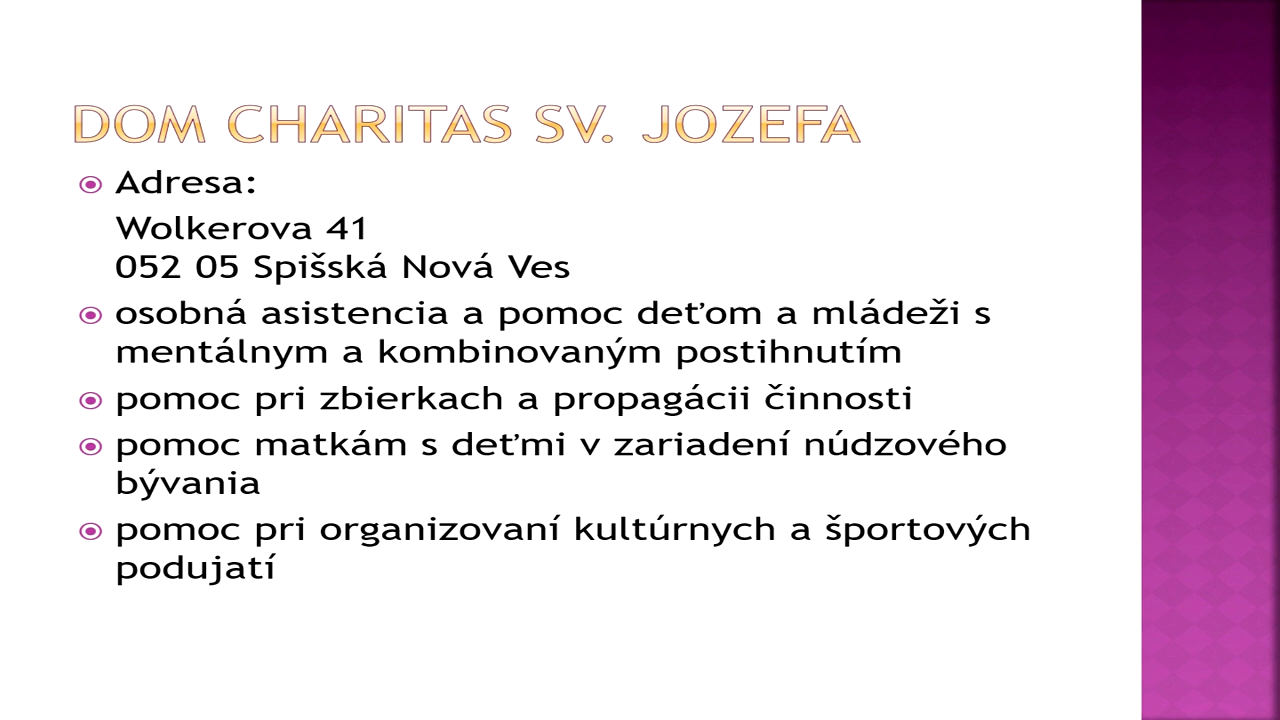 DOM CHARITAS SV. JOZEFA
Adresa:
Wolkerova 41
052 05 Spišská Nová Ves
osobná asistencia a pomoc deťom a mládeži s
mentálnym a kombinovaným postihnutím
pomoc pri zbierkach a propagácii činnosti
pomoc matkám s deťmi v zariadení núdzového
bývania
pomoc pri organizovaní kultúrnych a športových
podujatí